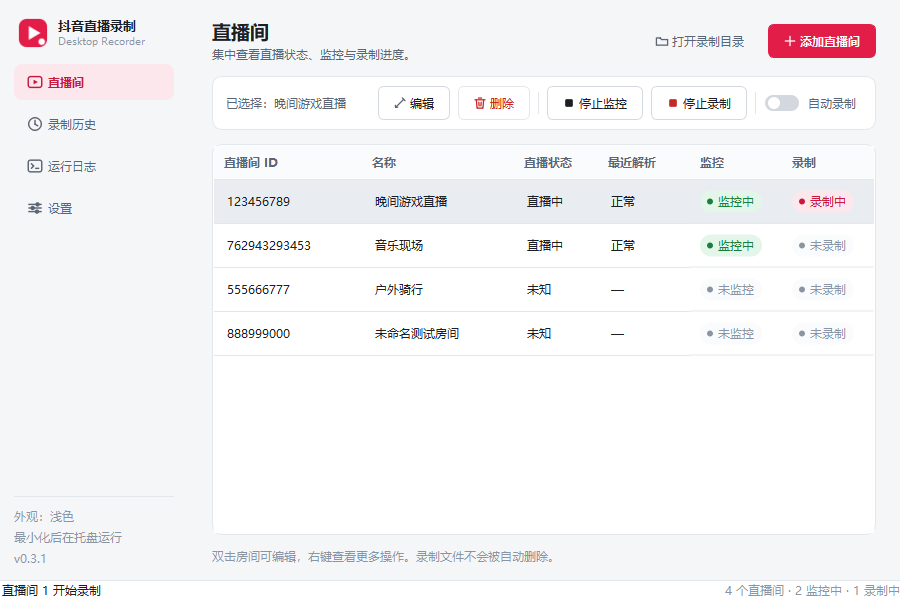 抖音直播录制
Desktop Recorder
直播间
录制历史
运行日志
设置
外观：浅色
最小化后在托盘运行
v0.3.1
直播间
集中查看直播状态、监控与录制进度。
打开录制目录
添加直播间
已选择：晚间游戏直播
编辑
删除
停止监控
停止录制
自动录制
直播间 ID 名称 直播状态 最近解析 监控 录制
123456789 晚间游戏直播 直播中 正常 监控中 录制中
762943293453 音乐现场 直播中 正常 监控中 未录制
555666777 户外骑行 未知 — 未监控 未录制
888999000 未命名测试房间 未知 — 未监控 未录制
双击房间可编辑，右键查看更多操作。录制文件不会被自动删除。
直播间 1 开始录制
4 个直播间 · 2 监控中 · 1 录制中